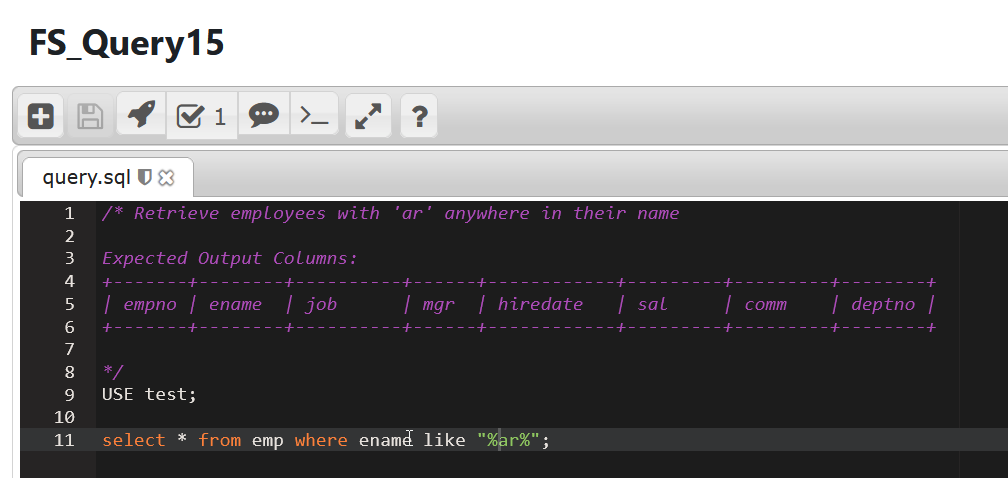 FS_Query15
1
query.sql
1 /* Retrieve employees with 'ar' anywhere in their name
2
3 Expected Output Columns:
4 +-------+--------+----------+------+------------+---------+---------+--------+
5 | empno | ename  | job      | mgr  | hiredate   | sal     | comm    | deptno |
6 +-------+--------+----------+------+------------+---------+---------+--------+
7
8 */
9 USE test;
10
11 select * from emp where ename like "%ar%";